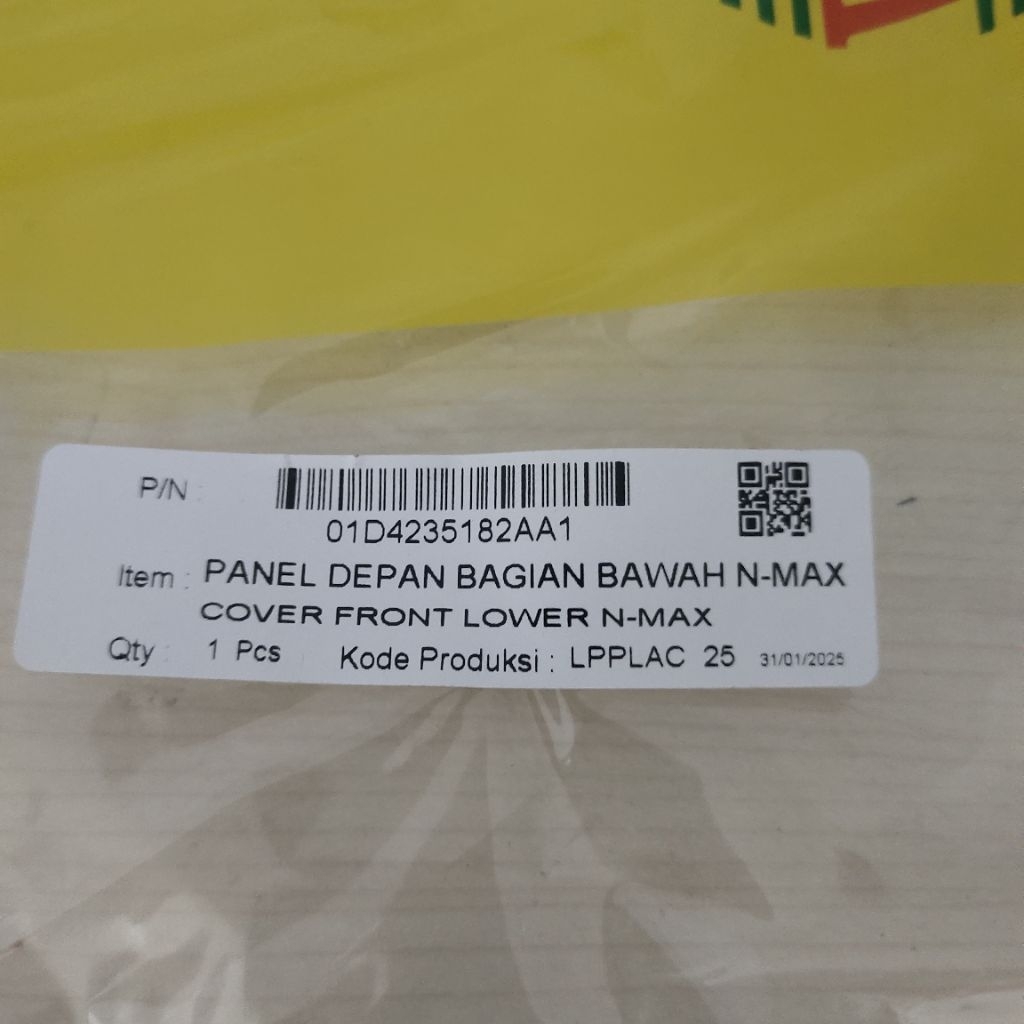 P/N :
01D4235182AA1
Item : PANEL DEPAN BAGIAN BAWAH N-MAX
COVER FRONT LOWER N-MAX
Qty : 1 Pcs Kode Produksi : LPPLAC 25 31/01/2025